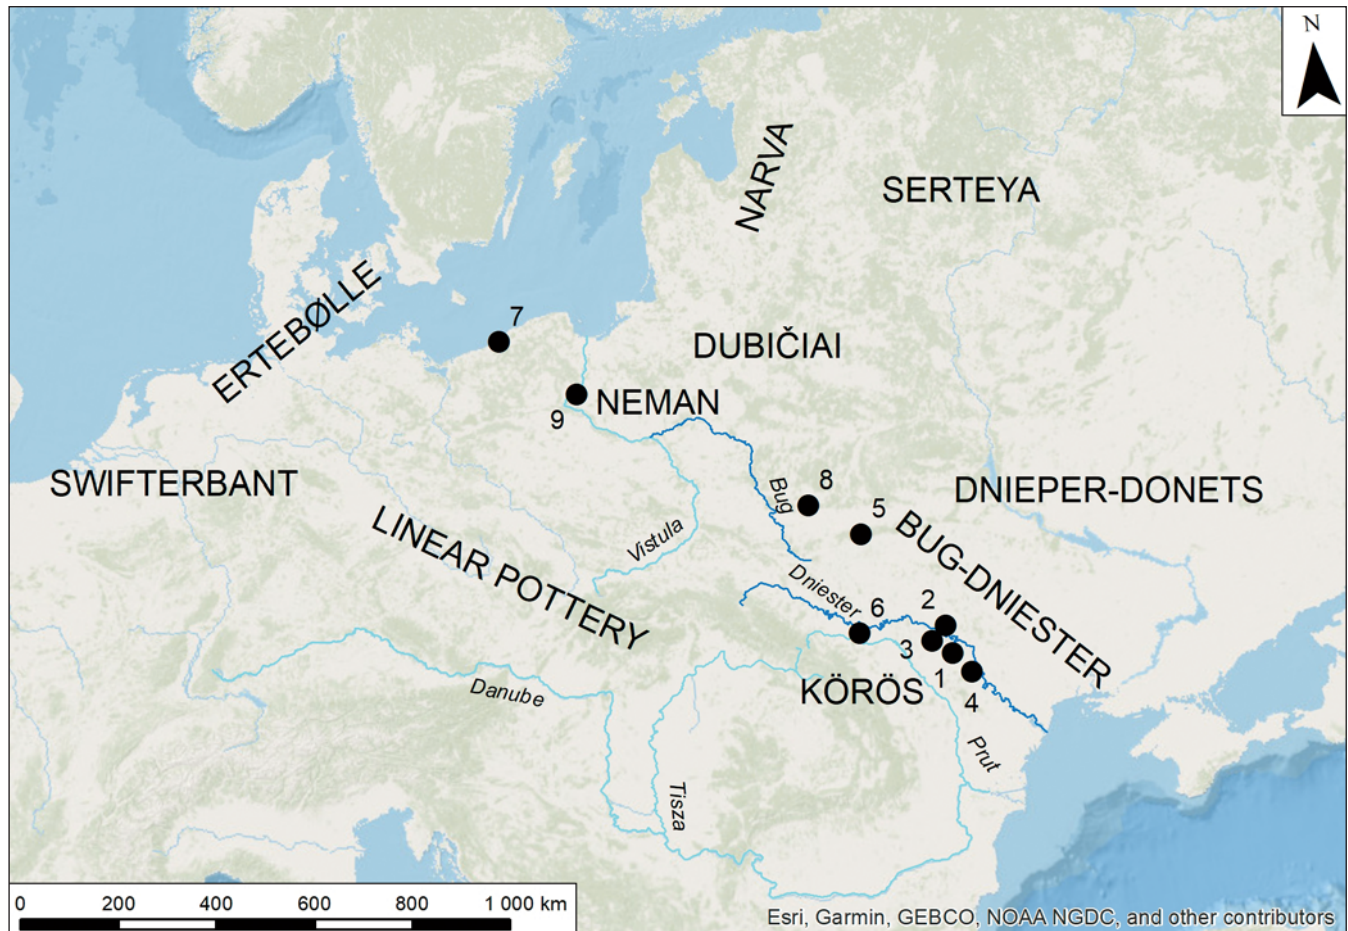 N
NARVA
SERTEYA
ERTEBØLLE
7
DUBIČIAI
9
NEMAN
SWIFTERBANT
LINEAR POTTERY
Vistula
Bug
8
5
DNIEPER-DONETS
BUG-DNIESTER
Dniester
6
2
3
1
4
KÖRÖS
Danube
Tisza
Prut
0 200 400 600 800 1 000 km
Esri, Garmin, GEBCO, NOAA NGDC, and other contributors